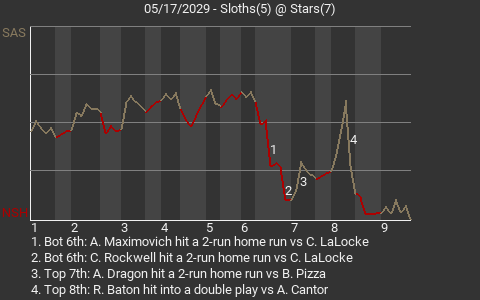 05/17/2029 - Sloths(5) @ Stars(7)
SAS
1
2
3
4
NSH
1 2 3 4 5 6 7 8 9
1. Bot 6th: A. Maximovich hit a 2-run home run vs C. LaLocke
2. Bot 6th: C. Rockwell hit a 2-run home run vs C. LaLocke
3. Top 7th: A. Dragon hit a 2-run home run vs B. Pizza
4. Top 8th: R. Baton hit into a double play vs A. Cantor